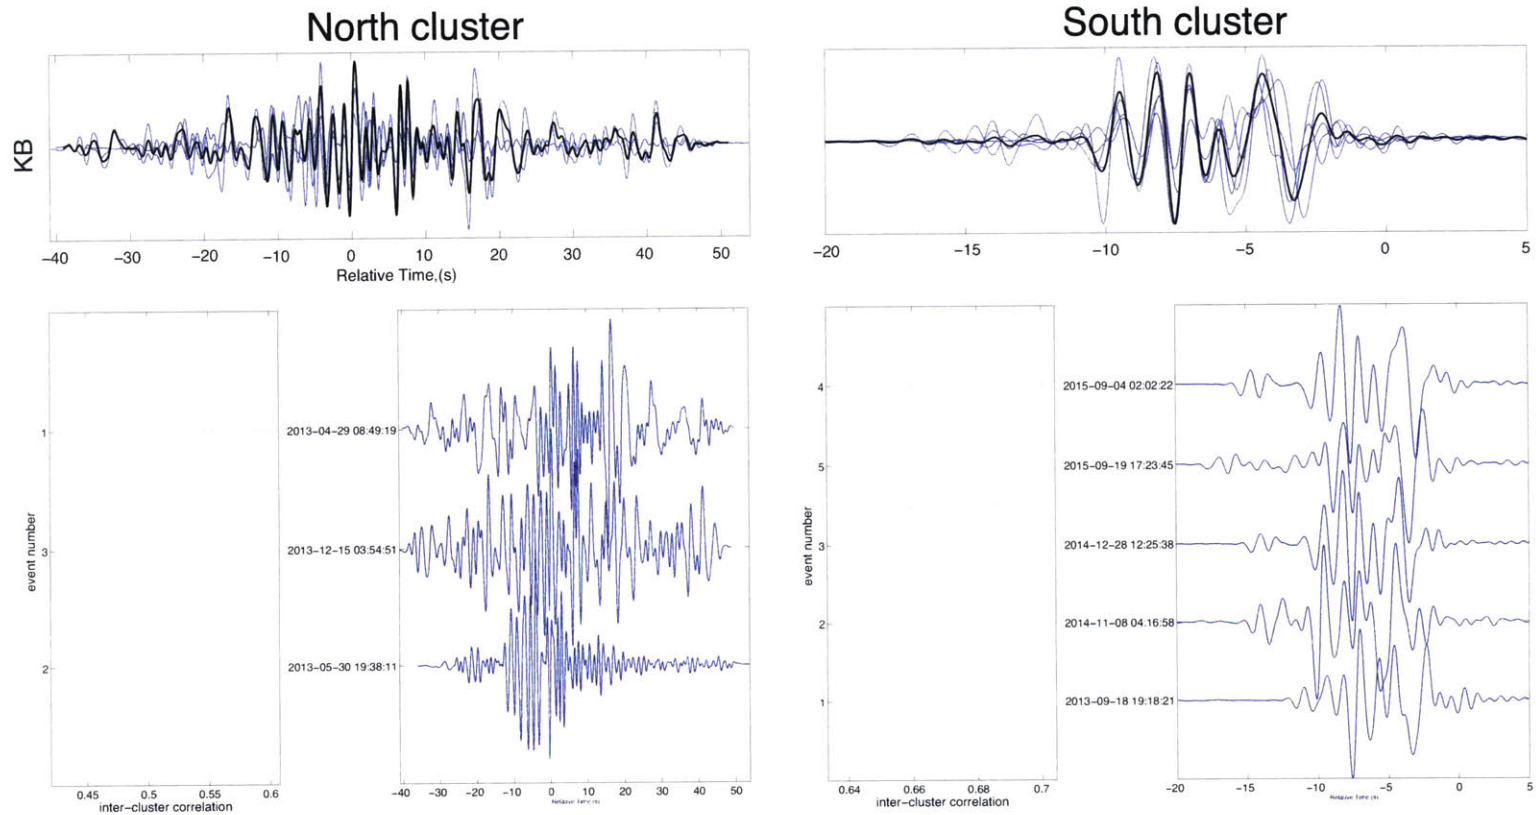 North cluster
South cluster
KB
−40 −30 −20 −10 0 10 20 30 40 50
Relative Time,(s)
−20 −15 −10 −5 0 5
event number
1
3
2
0.45 0.5 0.55 0.6
inter−cluster correlation
2013−04−29 08:49:19
2013−12−15 03:54:51
2013−05−30 19:38:11
−40 −30 −20 −10 0 10 20 30 40 50
Relative Time (s)
event number
4
5
3
2
1
0.64 0.66 0.68 0.7
inter−cluster correlation
2015−09−04 02:02:22
2015−09−19 17:23:45
2014−12−28 12:25:38
2014−11−08 04:16:58
2013−09−18 19:18:21
−20 −15 −10 −5 0 5
Relative Time (s)